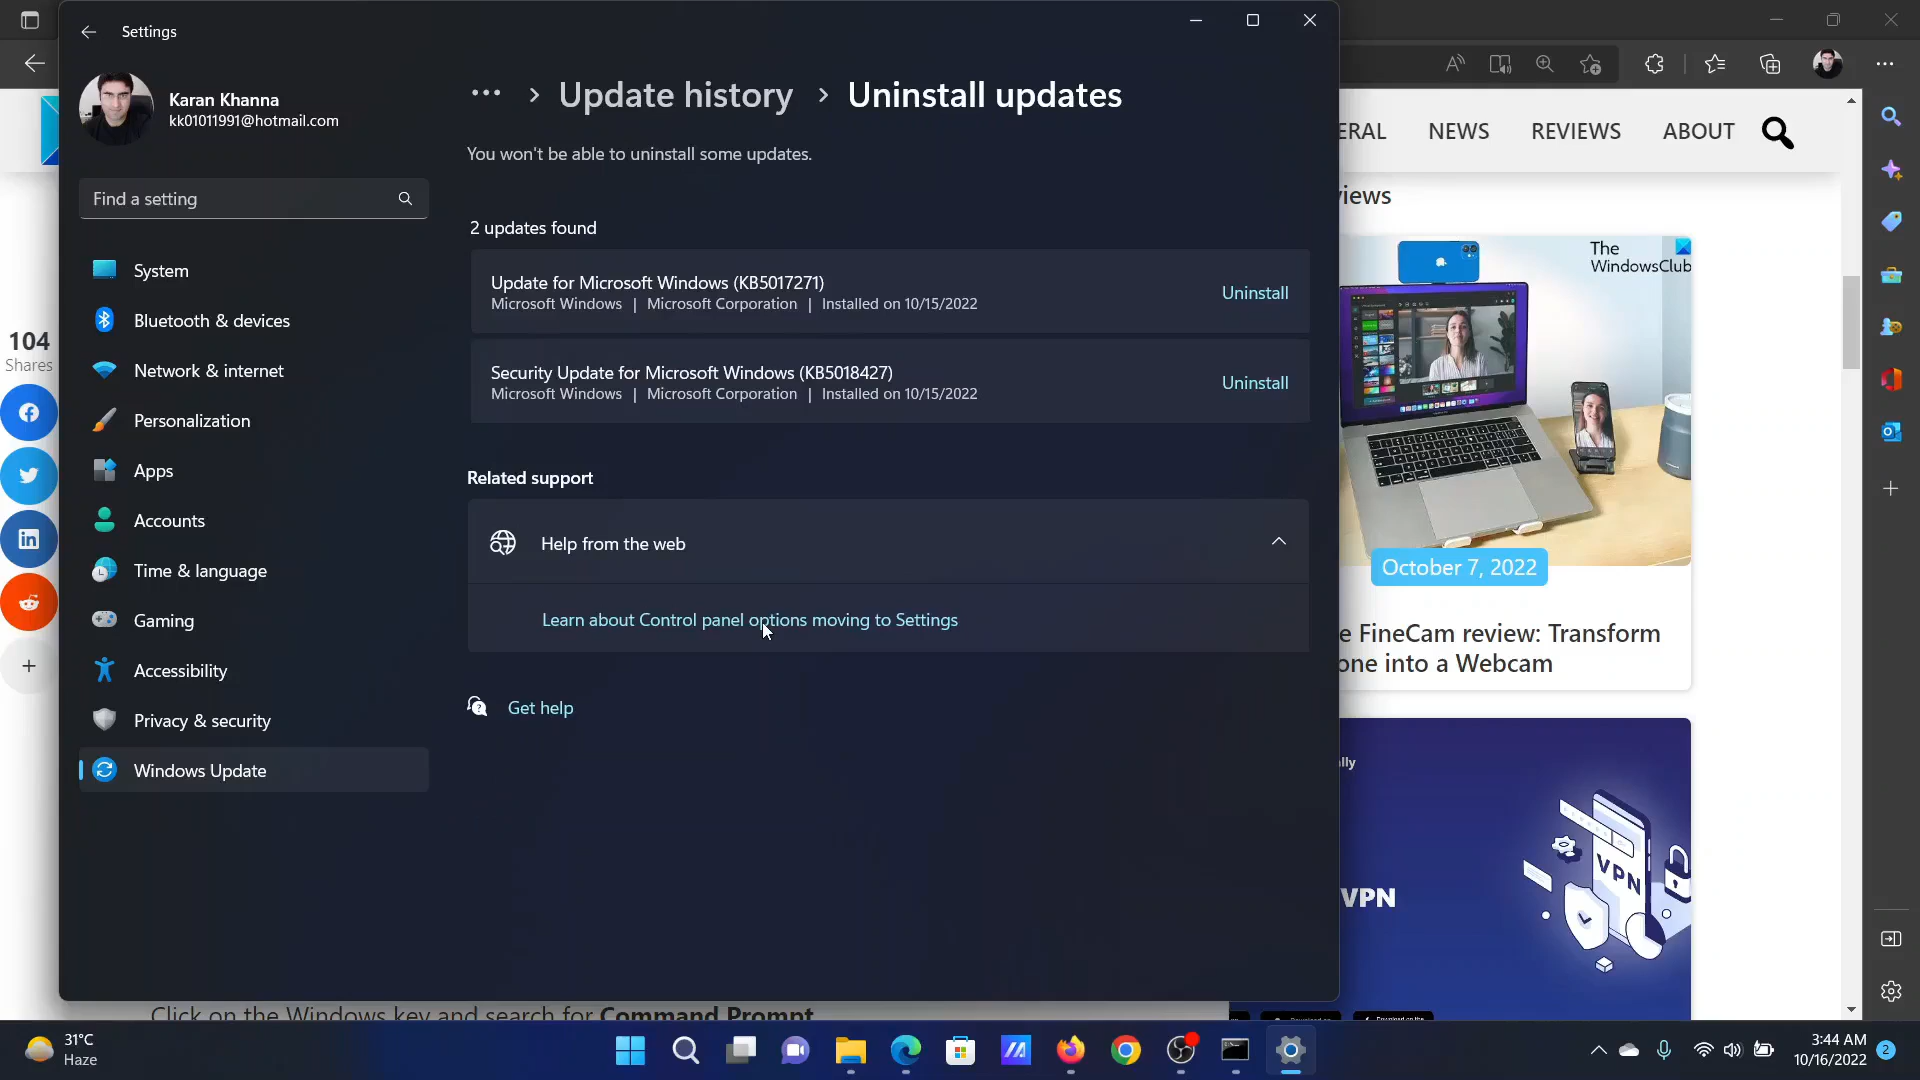 Settings
Karan Khanna
kk01011991@hotmail.com
Find a setting
System
Bluetooth & devices
Network & internet
Personalization
Apps
Accounts
Time & language
Gaming
Accessibility
Privacy & security
Windows Update
... > Update history > Uninstall updates
You won't be able to uninstall some updates.
2 updates found
Update for Microsoft Windows (KB5017271)
Microsoft Windows | Microsoft Corporation | Installed on 10/15/2022
Uninstall
Security Update for Microsoft Windows (KB5018427)
Microsoft Windows | Microsoft Corporation | Installed on 10/15/2022
Uninstall
Related support
Help from the web
Learn about Control panel options moving to Settings
Get help
104
Shares
ERAL NEWS REVIEWS ABOUT
views
The
WindowsClub
October 7, 2022
e FineCam review: Transform
one into a Webcam
ally
VPN
VPN
Click on the Windows key and search for Command Prompt
31°C
Haze
3:44 AM
10/16/2022
2